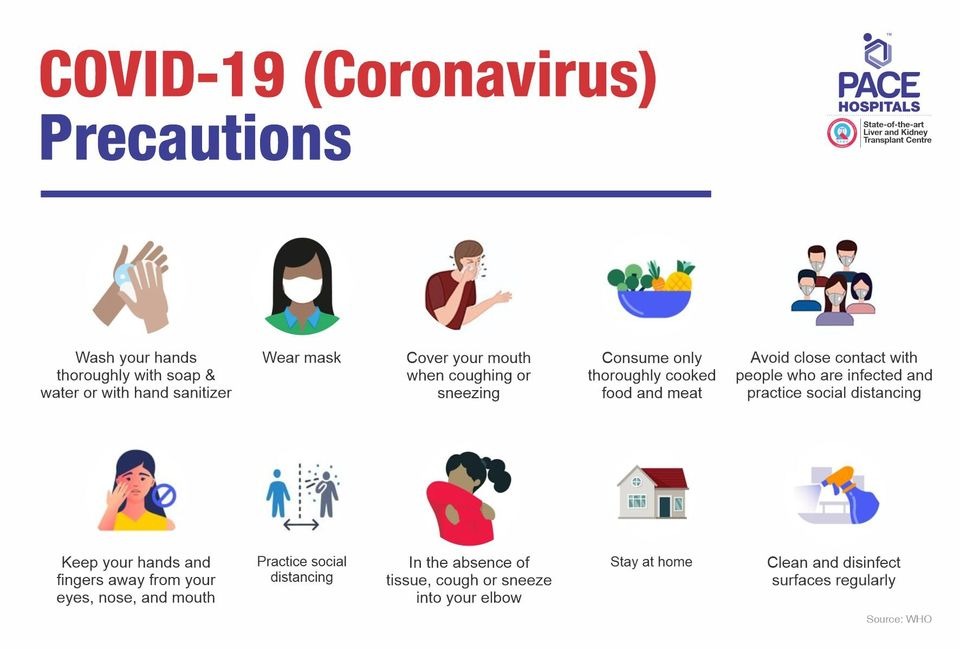 COVID-19 (Coronavirus)
Precautions
TM
PACE
HOSPITALS
State-of-the-art
Liver and Kidney
Transplant Centre
Wash your hands
thoroughly with soap &
water or with hand sanitizer
Wear mask
Cover your mouth
when coughing or
sneezing
Consume only
thoroughly cooked
food and meat
Avoid close contact with
people who are infected and
practice social distancing
Keep your hands and
fingers away from your
eyes, nose, and mouth
Practice social
distancing
In the absence of
tissue, cough or sneeze
into your elbow
Stay at home
Clean and disinfect
surfaces regularly
Source: WHO